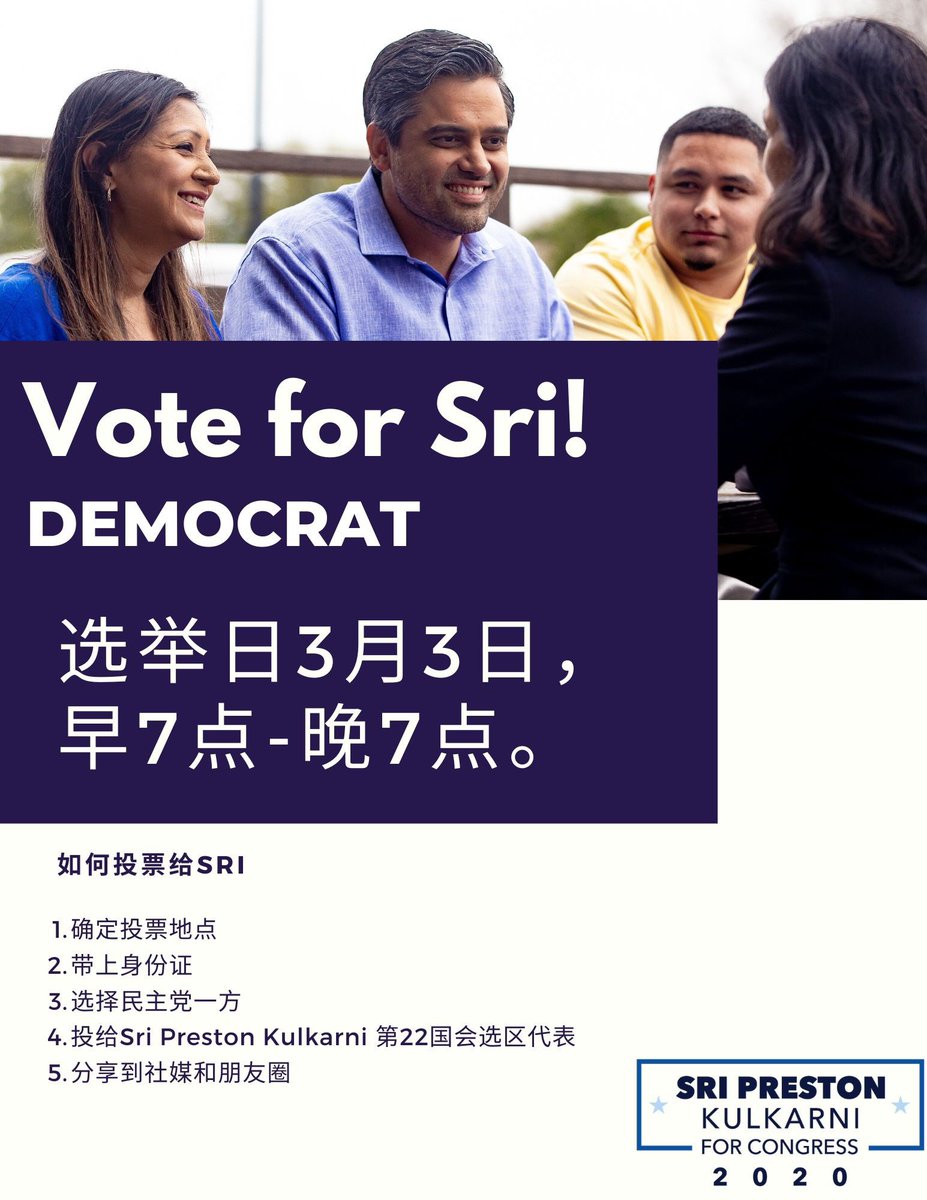 Vote for Sri!
DEMOCRAT
选举日3月3日，
早7点-晚7点。
如何投票给SRI
1.确定投票地点
2.带上身份证
3.选择民主党一方
4.投给Sri Preston Kulkarni 第22国会选区代表
5.分享到社媒和朋友圈
SRI PRESTON
KULKARNI
FOR CONGRESS
2020